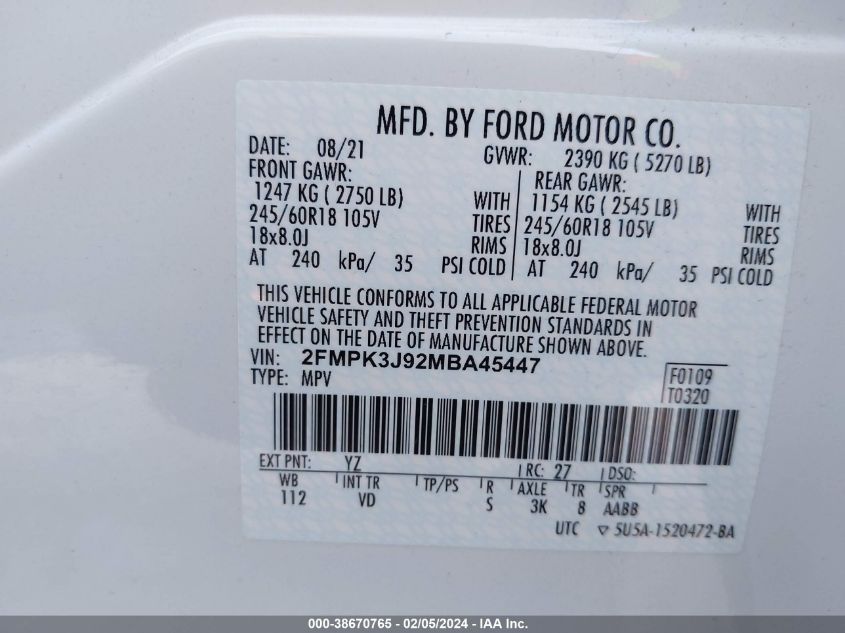 MFD. BY FORD MOTOR CO.
DATE: 08/21 GVWR: 2390 KG ( 5270 LB)
FRONT GAWR: REAR GAWR:
1247 KG ( 2750 LB) WITH 1154 KG ( 2545 LB) WITH
245/60R18 105V TIRES 245/60R18 105V TIRES
18x8.0J RIMS 18x8.0J RIMS
AT 240 kPa/ 35 PSI COLD AT 240 kPa/ 35 PSI COLD
THIS VEHICLE CONFORMS TO ALL APPLICABLE FEDERAL MOTOR
VEHICLE SAFETY AND THEFT PREVENTION STANDARDS IN
EFFECT ON THE DATE OF MANUFACTURE SHOWN ABOVE.
VIN: 2FMPK3J92MBA45447
TYPE: MPV F0109
T0320
EXT PNT: YZ RC: 27 DSO:
WB INT TR TP/PS R AXLE TR SPR
112 VD S 3K 8 AABB
UTC ▽ 5U5A-1520472-BA
000-38670765 - 02/05/2024 - IAA Inc.